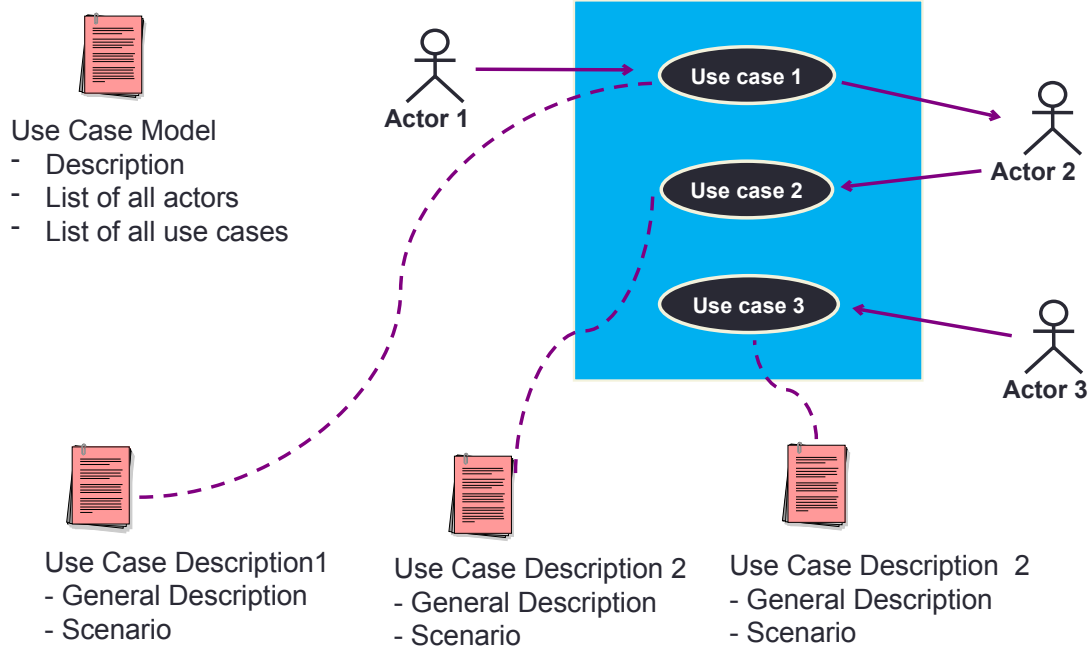 Use case 1
Actor 1
Use Case Model
- Description
- List of all actors
- List of all use cases
Actor 2
Use case 2
Use case 3
Actor 3
Use Case Description1
- General Description
- Scenario
Use Case Description 2
- General Description
- Scenario
Use Case Description 2
- General Description
- Scenario